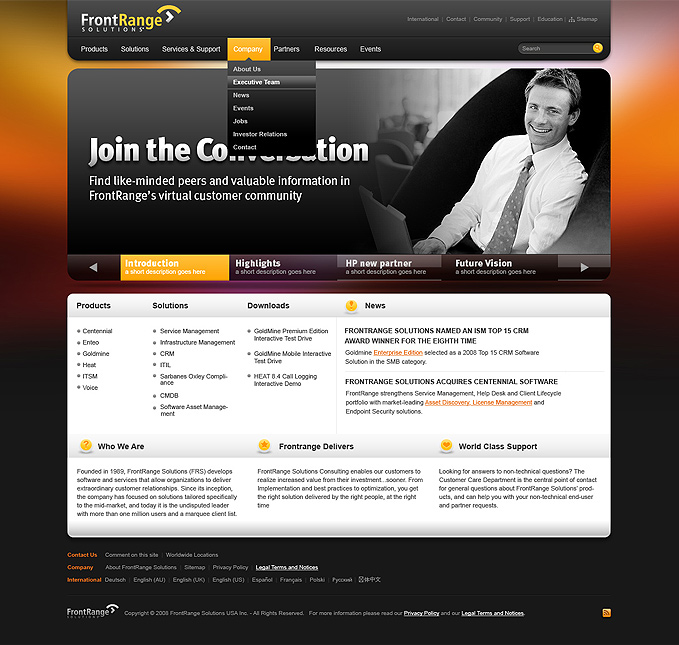 FrontRange
SOLUTIONS
International | Contact | Community | Support | Education | Sitemap
Products Solutions Services & Support Company Partners Resources Events
Search
About Us
Executive Team
News
Events
Jobs
Investor Relations
Contact
Join the Conversation
Find like-minded peers and valuable information in
FrontRange's virtual customer community
Introduction
a short description goes here
Highlights
a short description goes here
HP new partner
a short description goes here
Future Vision
a short description goes here
Products
Centennial
Enteo
Goldmine
Heat
ITSM
Voice
Solutions
Service Management
Infrastructure Management
CRM
ITIL
Sarbanes Oxley Compli-
ance
CMDB
Software Asset Manage-
ment
Downloads
GoldMine Premium Edition
Interactive Test Drive
GoldMine Mobile Interactive
Test Drive
HEAT 8.4 Call Logging
Interactive Demo
News
FRONTRANGE SOLUTIONS NAMED AN ISM TOP 15 CRM
AWARD WINNER FOR THE EIGHTH TIME
Goldmine Enterprise Edition selected as a 2008 Top 15 CRM Software
Solution in the SMB category.
FRONTRANGE SOLUTIONS ACQUIRES CENTENNIAL SOFTWARE
FrontRange strengthens Service Management, Help Desk and Client Lifecycle
portfolio with market-leading Asset Discovery, License Management and
Endpoint Security solutions.
Who We Are
Founded in 1989, FrontRange Solutions (FRS) develops
software and services that allow organizations to deliver
extraordinary customer relationships. Since its inception,
the company has focused on solutions tailored specifically
to the mid-market, and today it is the undisputed leader
with more than one million users and a marquee client list.
Frontrange Delivers
FrontRange Solutions Consulting enables our customers to
realize increased value from their investment...sooner. From
Implementation and best practices to optimization, you get
the right solution delivered by the right people, at the right
time
World Class Support
Looking for answers to non-technical questions? The
Customer Care Department is the central point of contact
for general questions about FrontRange Solutions' prod-
ucts, and can help you with your non-technical end-user
and partner requests.
Contact Us Comment on this site | Worldwide Locations
Company About FrontRange Solutions | Sitemap | Privacy Policy | Legal Terms and Notices
International Deutsch | English (AU) | English (UK) | English (US) | Español | Français | Polski | Русский |
FrontRange
SOLUTIONS
Copyright © 2008 FrontRange Solutions USA Inc. - All Rights Reserved. For more information please read our Privacy Policy and our Legal Terms and Notices.